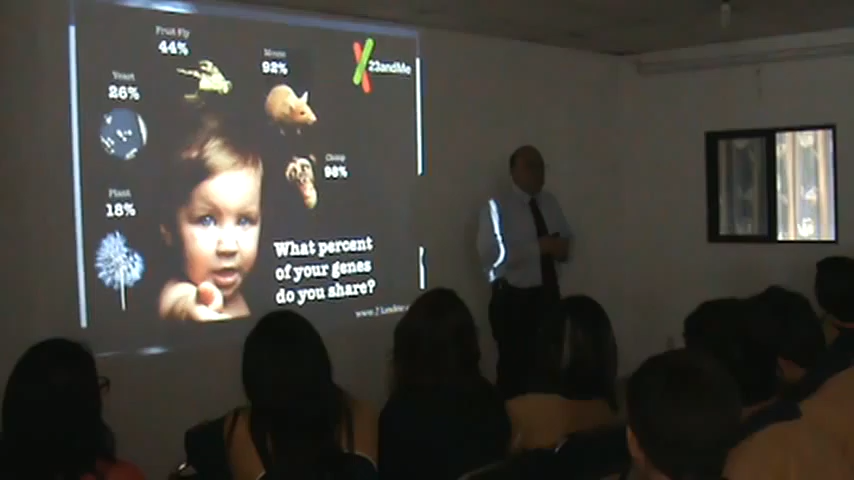 Fruit Fly
44%
Mouse
92%
23andMe
Yeast
26%
Chimp
98%
Plant
18%
What percent
of your genes
do you share?